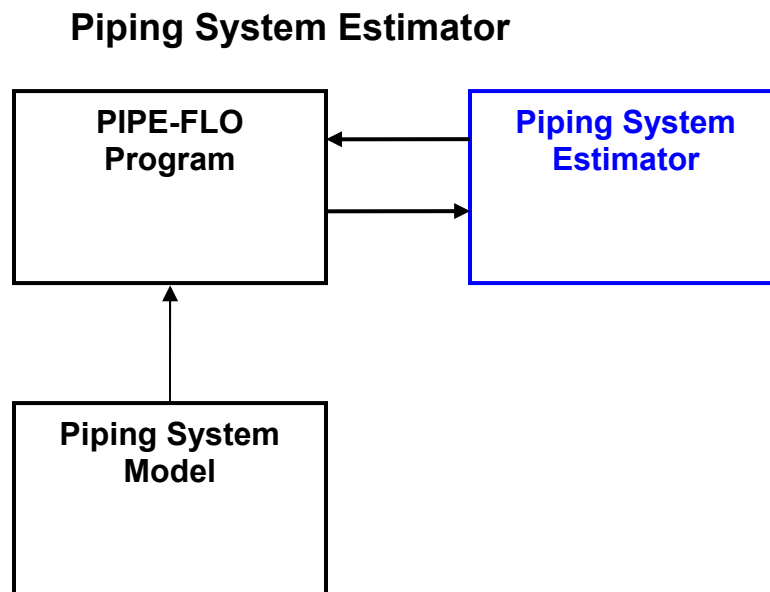 Piping System Estimator
PIPE-FLO
Program
Piping System
Estimator
Piping System
Model